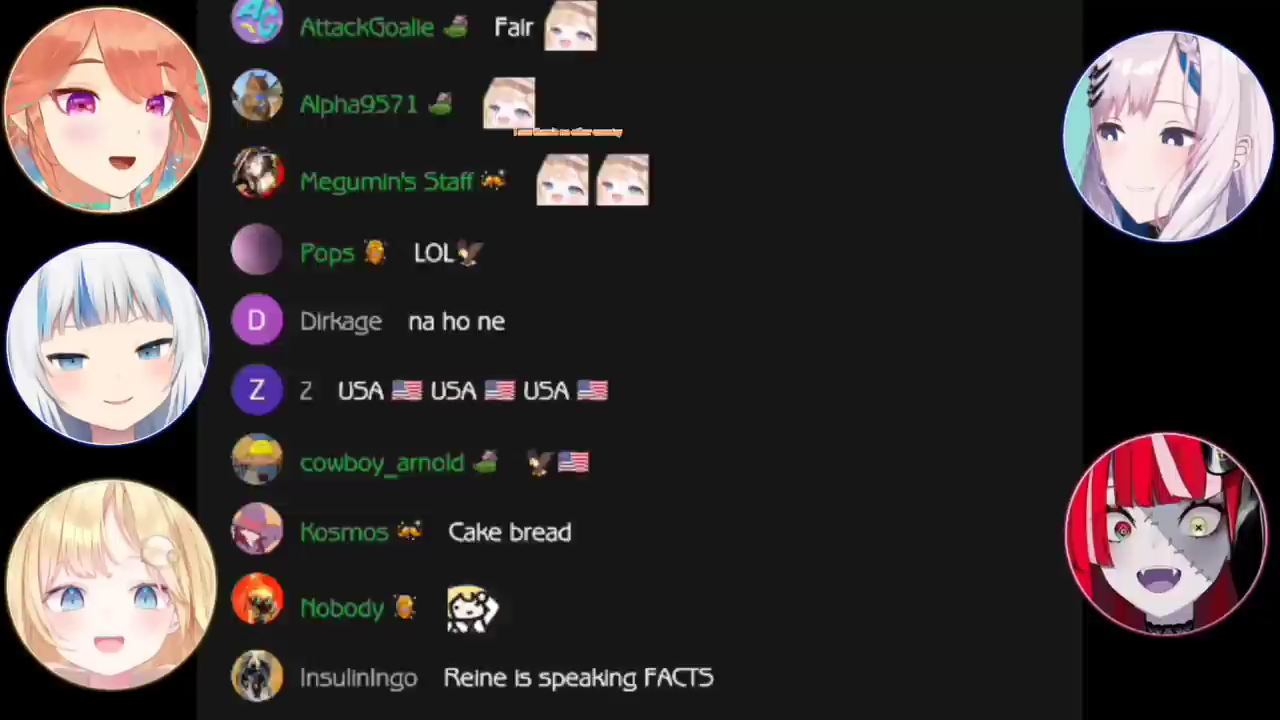 AttackGoalie Fair
Alpha9571
Megumin's Staff
Pops LOL
D Dirkage na ho ne
Z Z USA USA USA
cowboy_arnold
Kosmos Cake bread
Nobody
InsulinIngo Reine is speaking FACTS